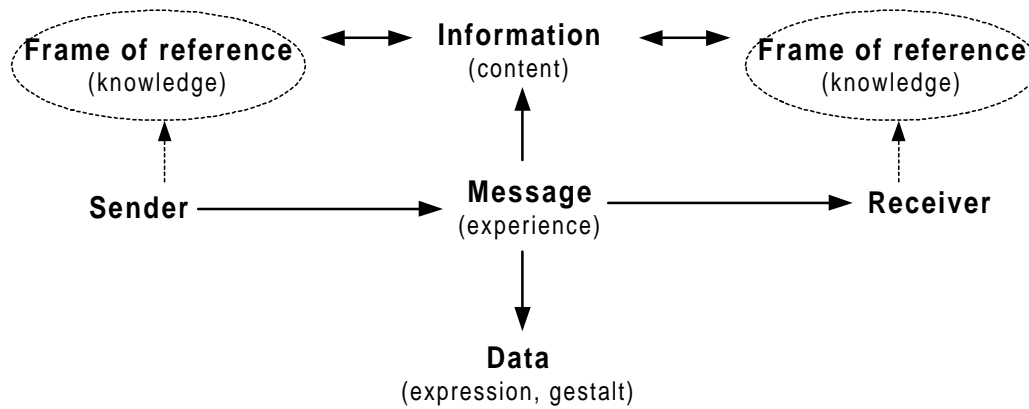 Frame of reference
(knowledge)
Information
(content)
Frame of reference
(knowledge)
Sender
Message
(experience)
Receiver
Data
(expression, gestalt)